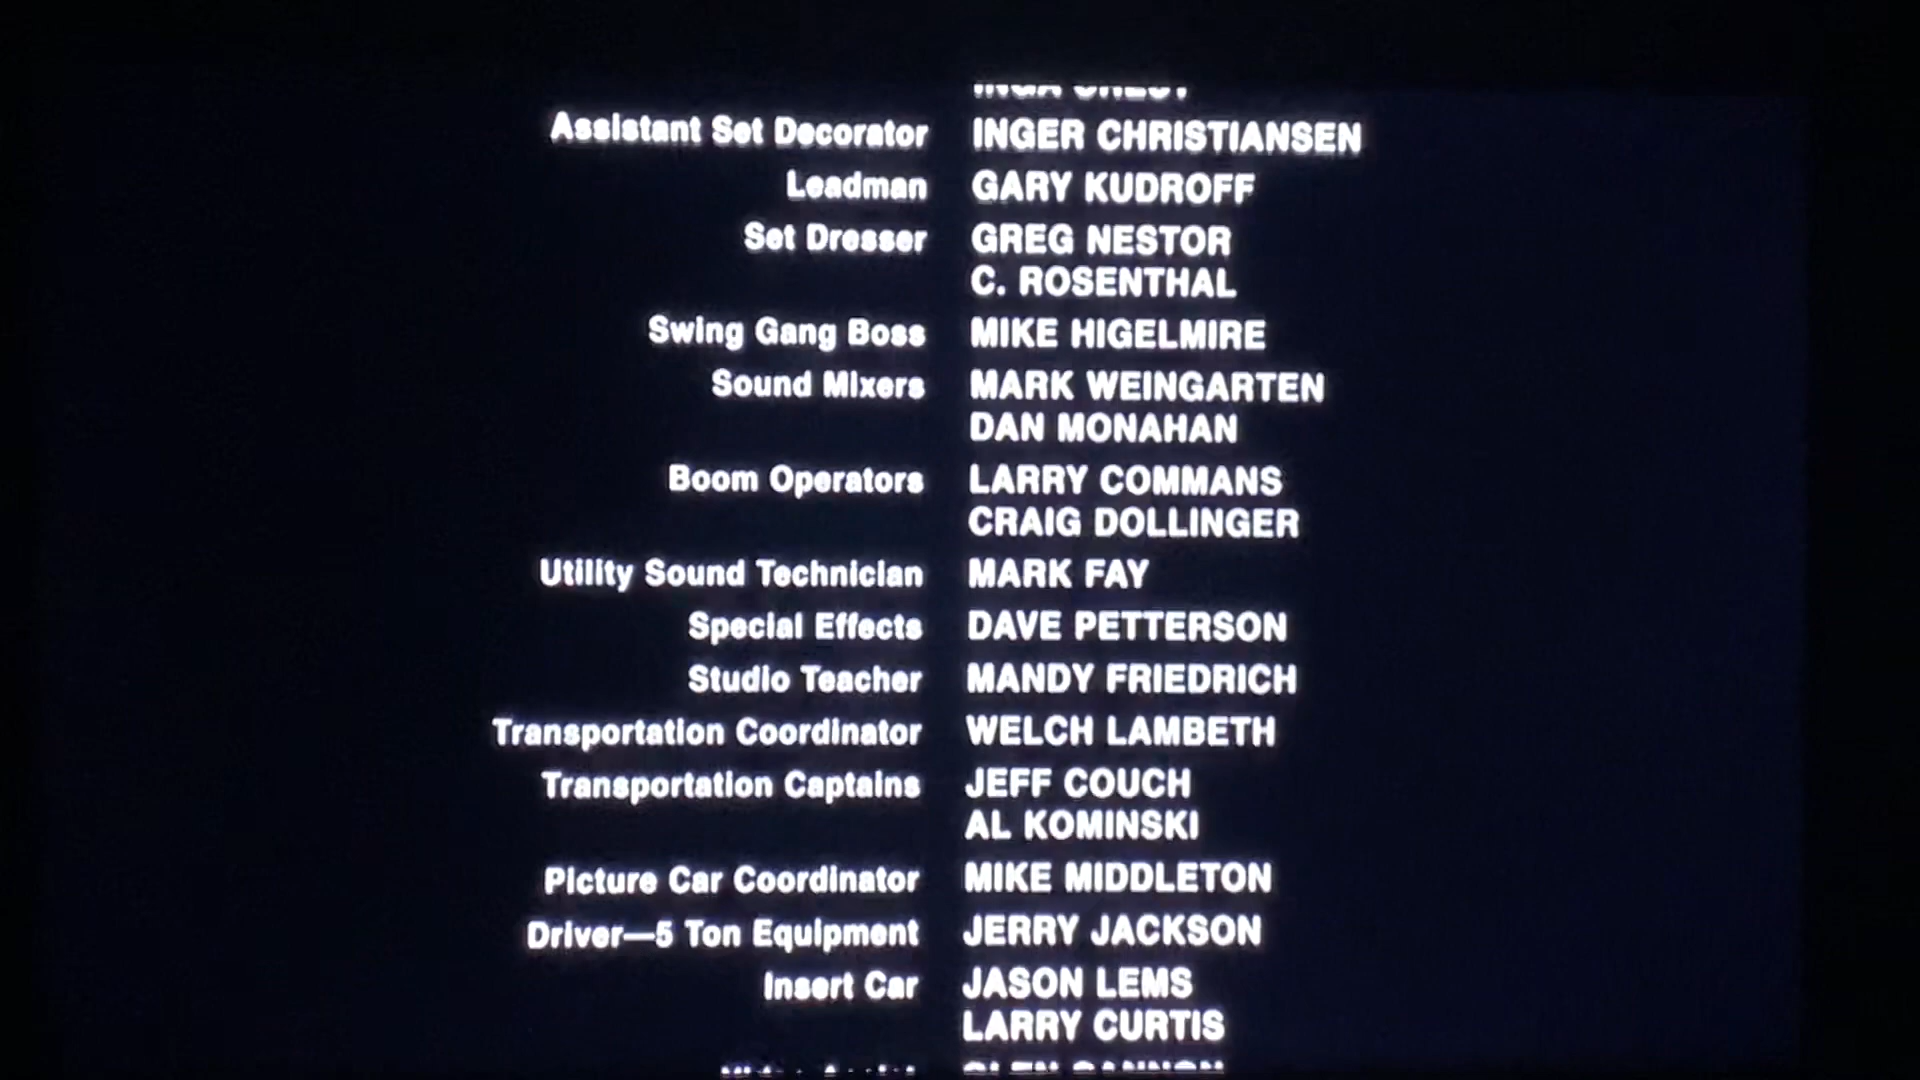 Assistant Set Decorator INGER CHRISTIANSEN
Leadman GARY KUDROFF
Set Dresser GREG NESTOR
C. ROSENTHAL
Swing Gang Boss MIKE HIGELMIRE
Sound Mixers MARK WEINGARTEN
DAN MONAHAN
Boom Operators LARRY COMMANS
CRAIG DOLLINGER
Utility Sound Technician MARK FAY
Special Effects DAVE PETTERSON
Studio Teacher MANDY FRIEDRICH
Transportation Coordinator WELCH LAMBETH
Transportation Captains JEFF COUCH
AL KOMINSKI
Picture Car Coordinator MIKE MIDDLETON
Driver—5 Ton Equipment JERRY JACKSON
Insert Car JASON LEMS
LARRY CURTIS